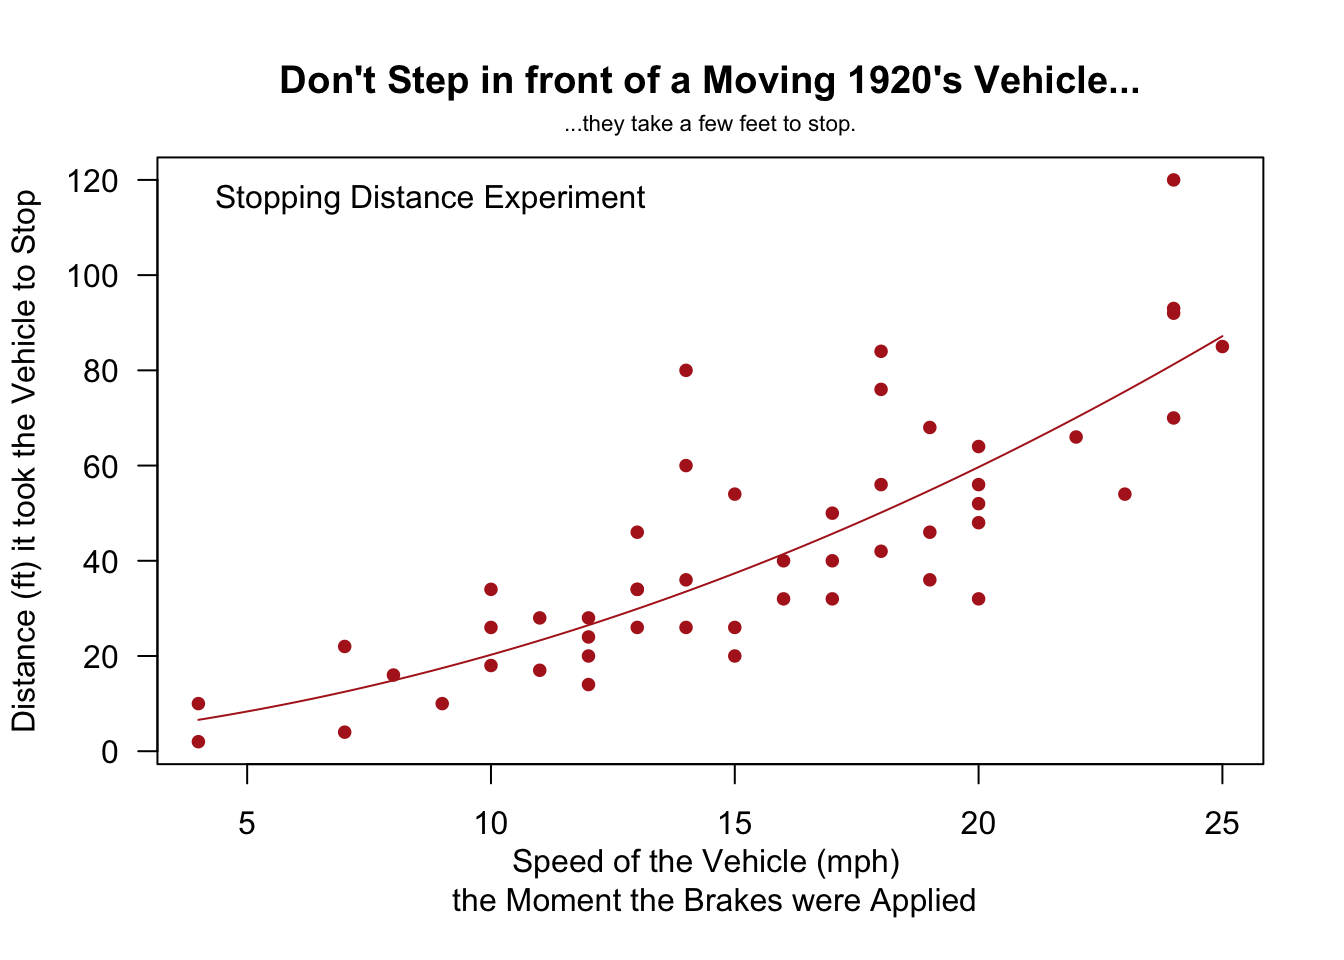 Don't Step in front of a Moving 1920's Vehicle...
...they take a few feet to stop.
Stopping Distance Experiment
Distance (ft) it took the Vehicle to Stop
120
100
80
60
40
20
0
5 10 15 20 25
Speed of the Vehicle (mph)
the Moment the Brakes were Applied